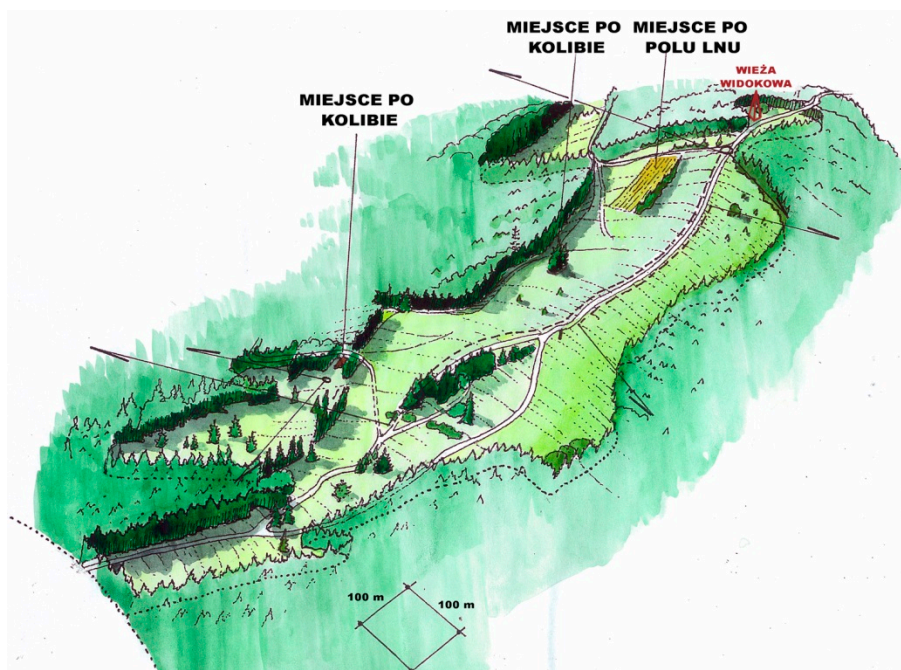 MIEJSCE PO
KOLIBIE
MIEJSCE PO
POLU LNU
WIEŻA
WIDOKOWA
MIEJSCE PO
KOLIBIE
100 m
100 m